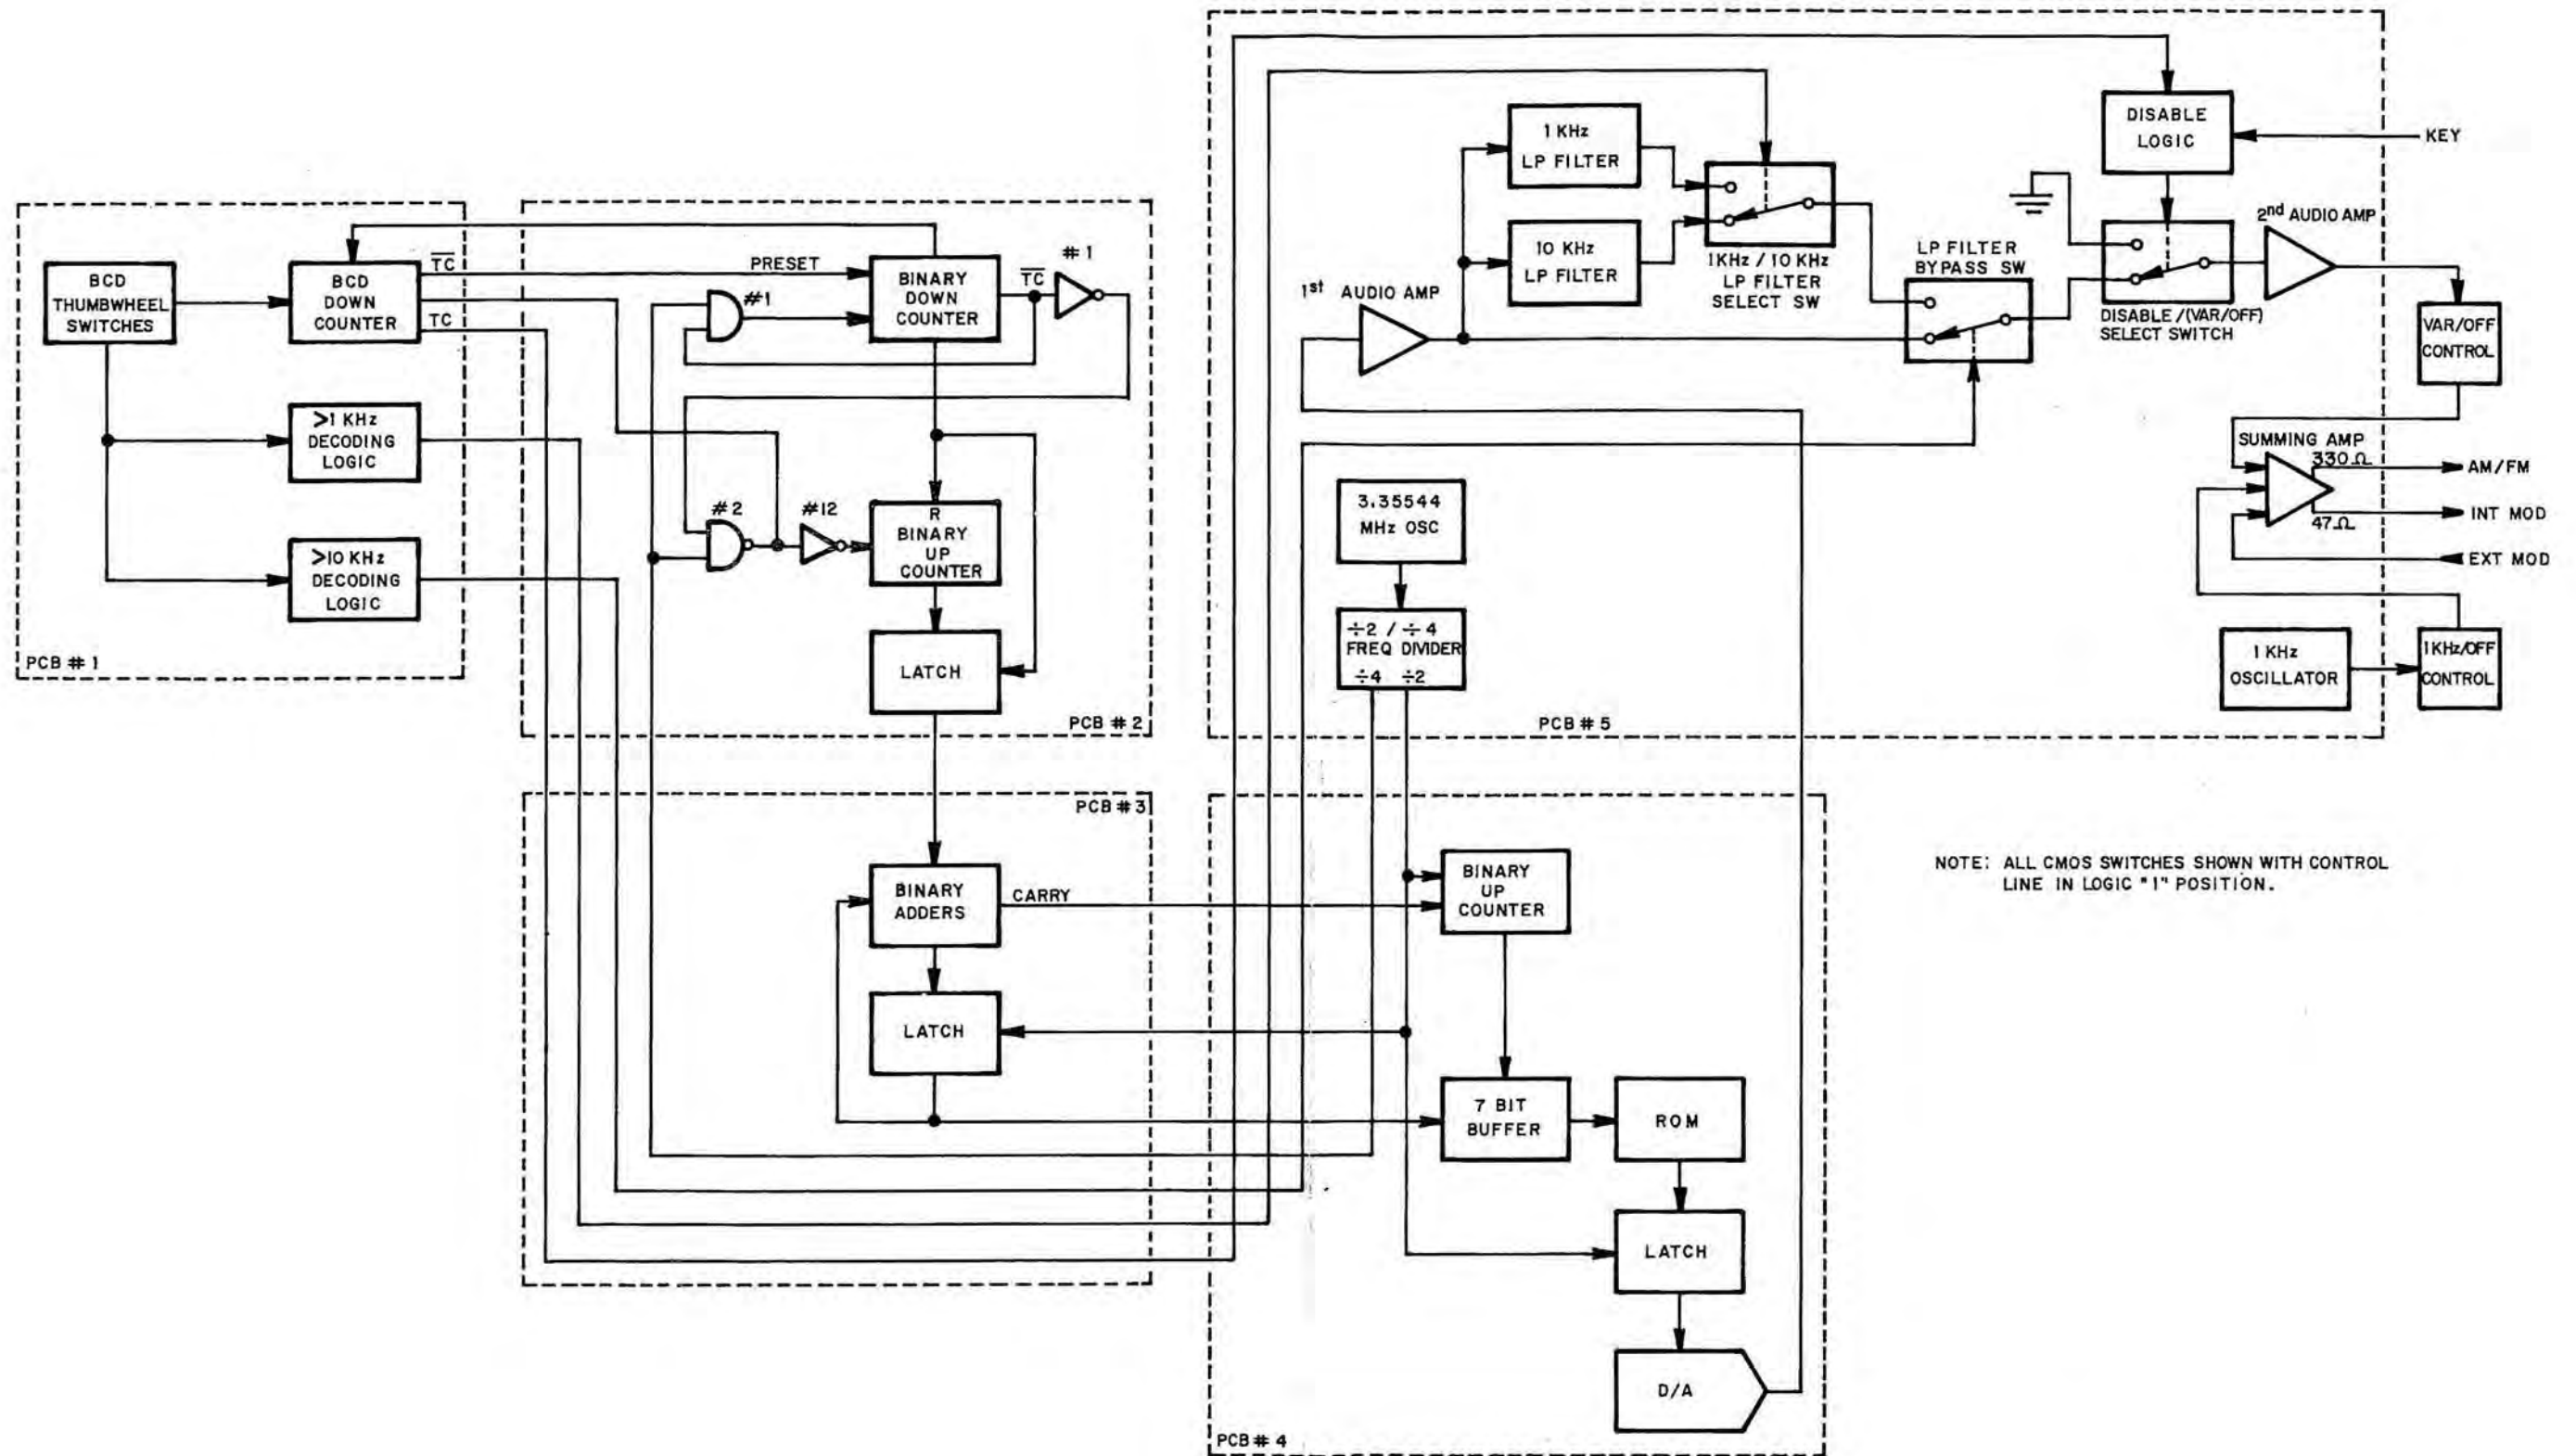 BCD
THUMBWHEEL
SWITCHES
BCD
DOWN
COUNTER
TC
TC
>1 KHz
DECODING
LOGIC
>10 KHz
DECODING
LOGIC
PCB # 1
PRESET
#1
BINARY
DOWN
COUNTER
TC
#1
#2
#12
R
BINARY
UP
COUNTER
LATCH
PCB # 2
PCB # 3
BINARY
ADDERS
CARRY
LATCH
1 KHz
LP FILTER
10 KHz
LP FILTER
1KHz / 10 KHz
LP FILTER
SELECT SW
1st AUDIO AMP
LP FILTER
BYPASS SW
DISABLE
LOGIC
KEY
DISABLE/(VAR/OFF)
SELECT SWITCH
2nd AUDIO AMP
VAR/OFF
CONTROL
SUMMING AMP
330Ω
AM/FM
47Ω
INT MOD
EXT MOD
3.35544
MHz OSC
÷2 / ÷4
FREQ DIVIDER
÷4 ÷2
1 KHz
OSCILLATOR
1KHz/OFF
CONTROL
PCB # 5
BINARY
UP
COUNTER
7 BIT
BUFFER
ROM
LATCH
D/A
PCB # 4
NOTE: ALL CMOS SWITCHES SHOWN WITH CONTROL
LINE IN LOGIC "1" POSITION.